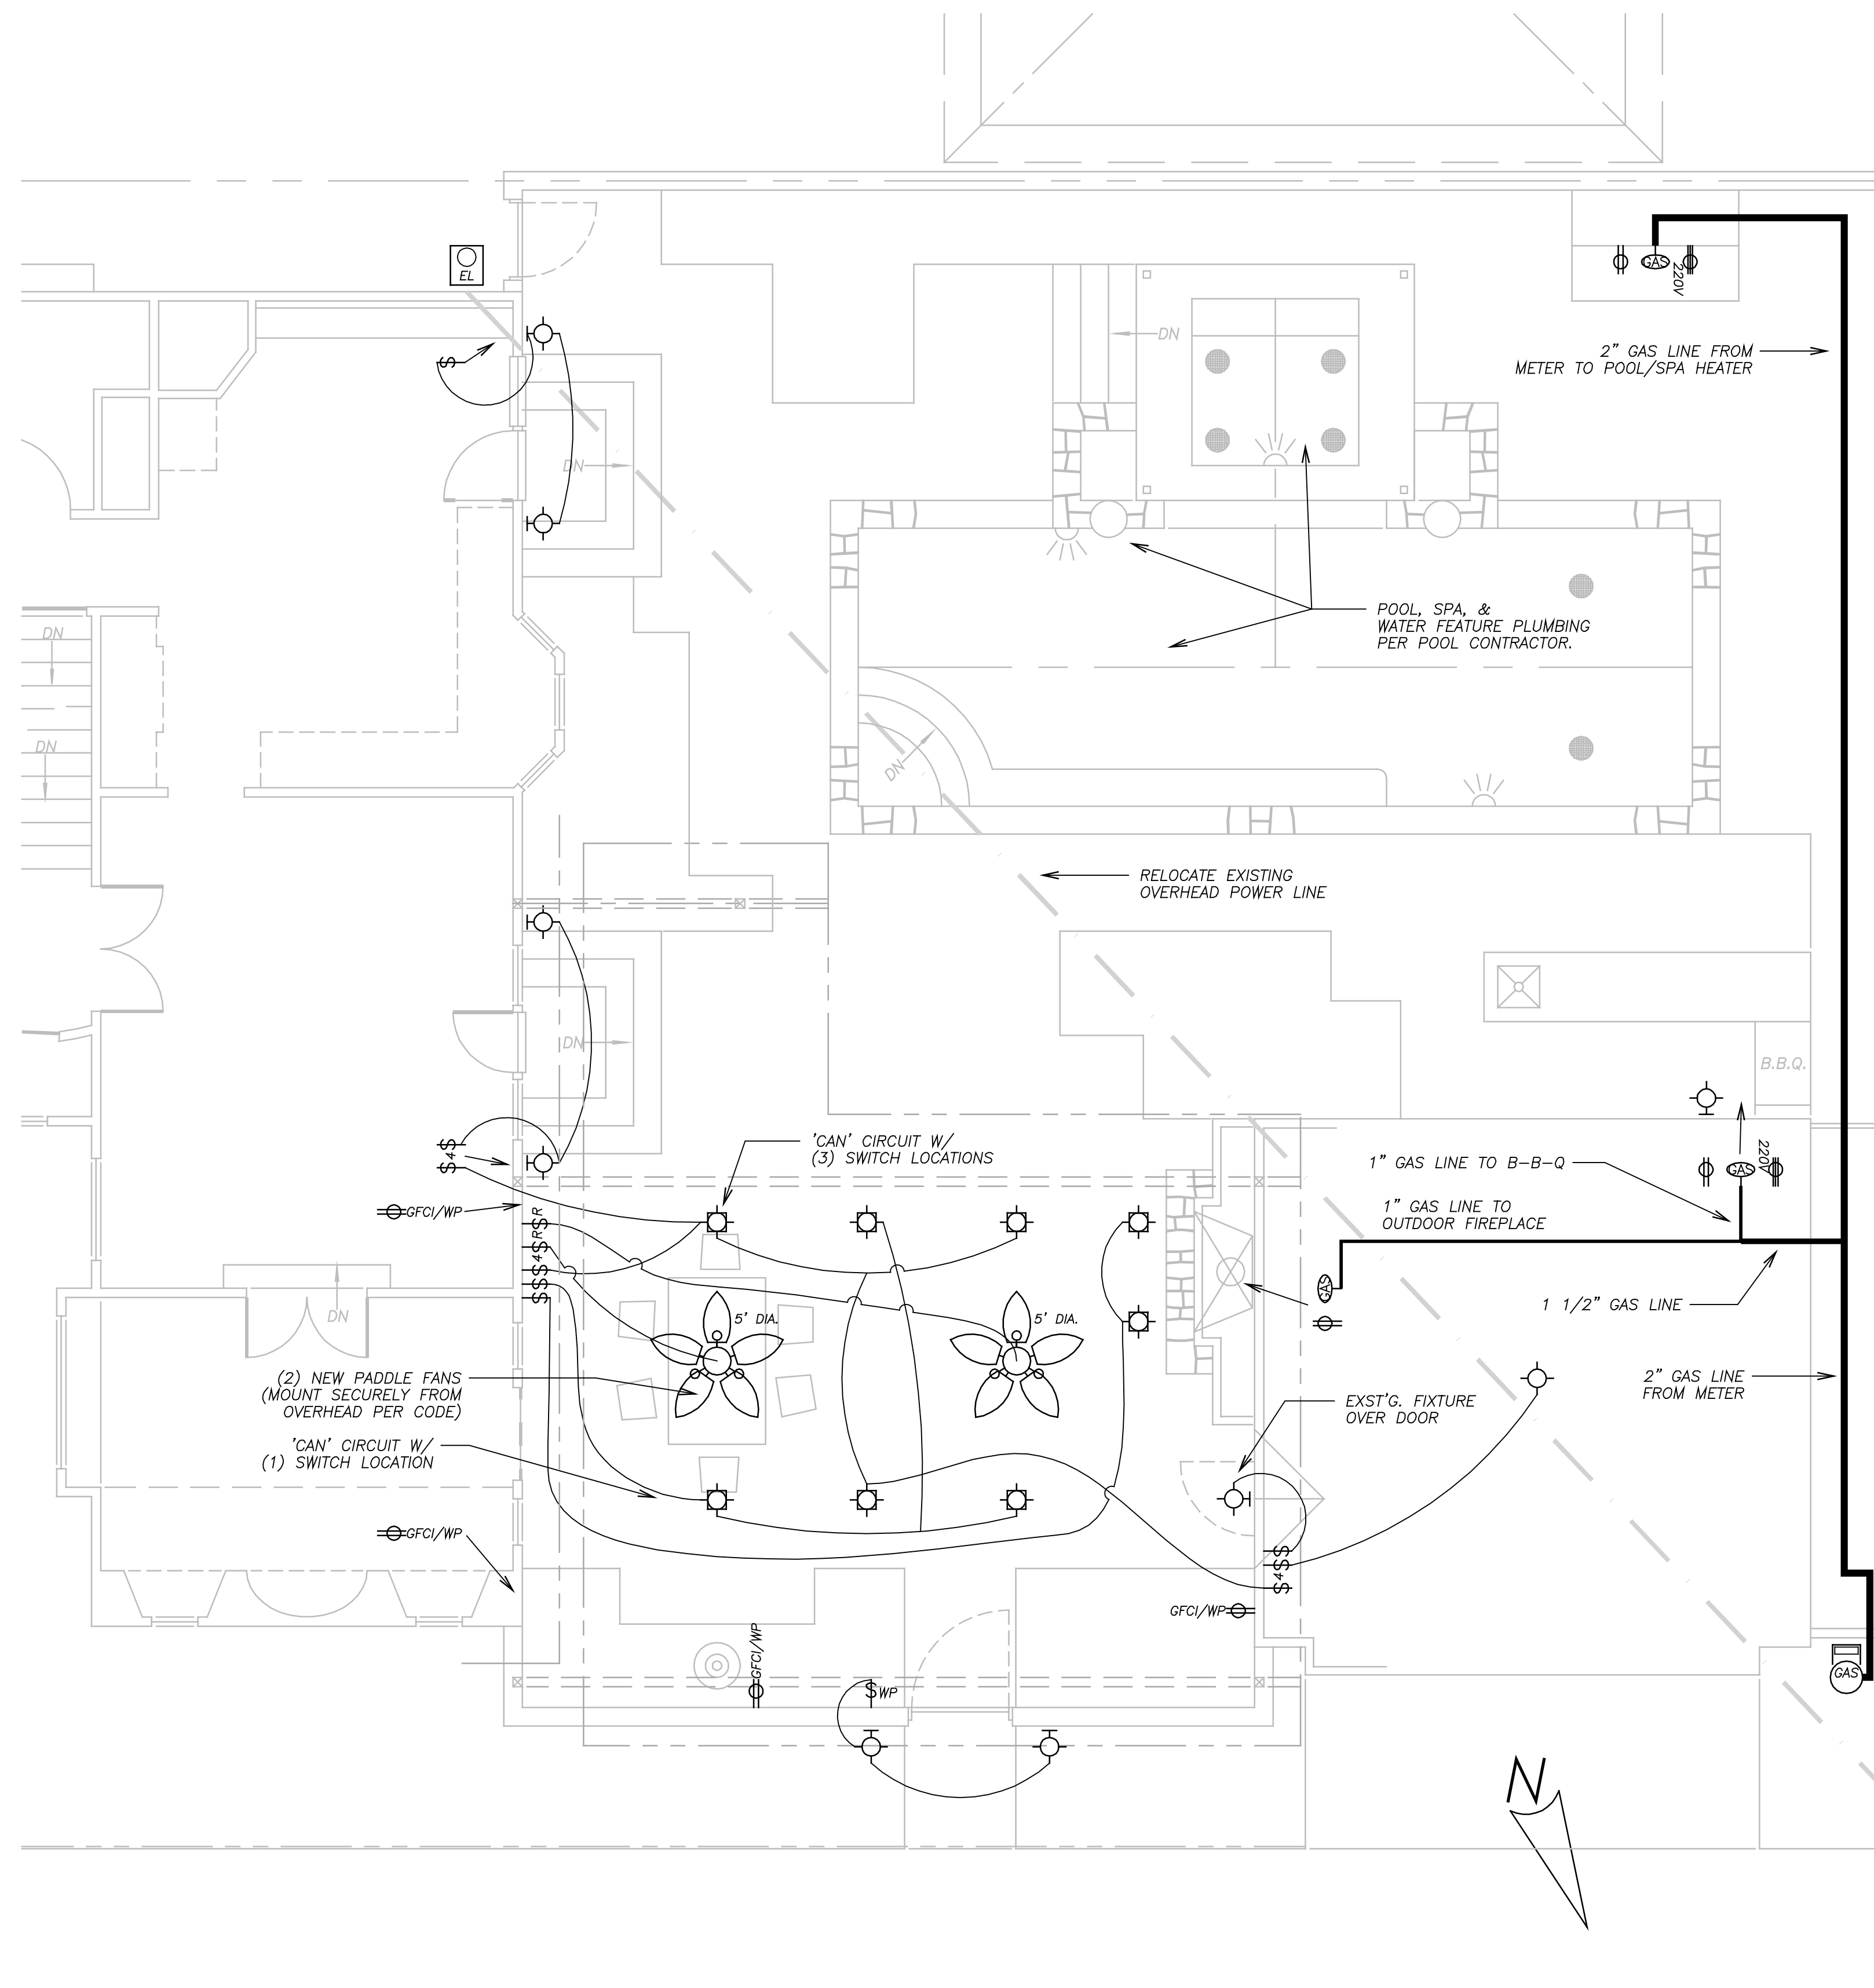 EL
$
DN
220V
GAS
2" GAS LINE FROM
METER TO POOL/SPA HEATER
DN
DN
DN
DN
POOL, SPA, &
WATER FEATURE PLUMBING
PER POOL CONTRACTOR.
DN
RELOCATE EXISTING
OVERHEAD POWER LINE
DN
B.B.Q.
'CAN' CIRCUIT W/
(3) SWITCH LOCATIONS
$4$
GFCI/WP
1" GAS LINE TO B-B-Q
220V
GAS
1" GAS LINE TO
OUTDOOR FIREPLACE
$$$4$R$R
GAS
DN
5' DIA.
5' DIA.
1 1/2" GAS LINE
(2) NEW PADDLE FANS
(MOUNT SECURELY FROM
OVERHEAD PER CODE)
2" GAS LINE
FROM METER
EXST'G. FIXTURE
OVER DOOR
'CAN' CIRCUIT W/
(1) SWITCH LOCATION
GFCI/WP
$4$$
GFCI/WP
GFCI/WP
$WP
GAS
N